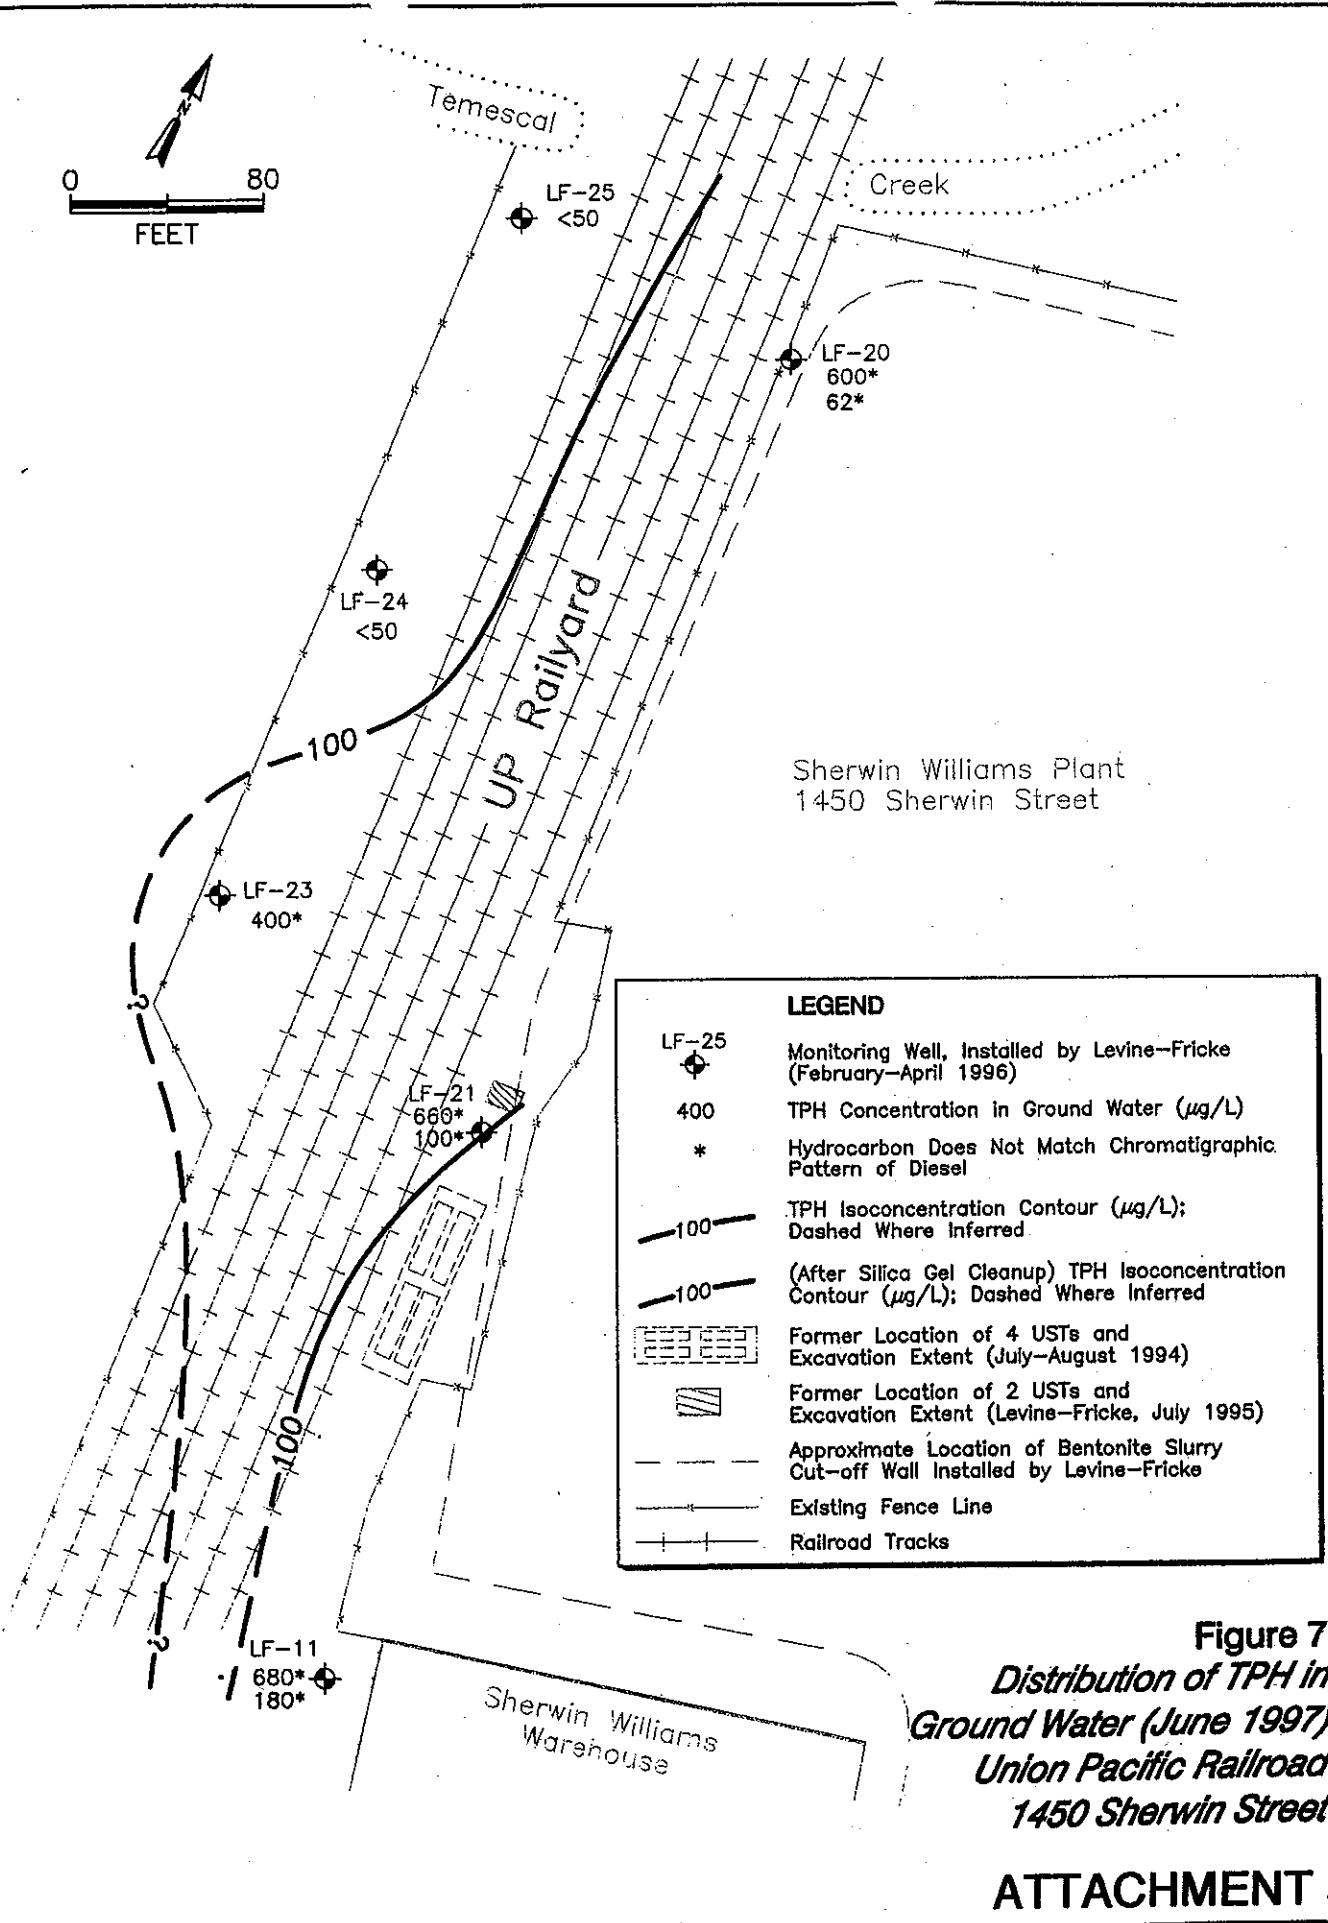 Temescal
N
0 80
FEET
LF-25
<50
Creek
LF-20
600*
62*
LF-24
<50
UP Railyard
100
Sherwin Williams Plant
1450 Sherwin Street
LF-23
400*
?
LF-21
660*
100*
100
?
LF-11
680*
180*
Sherwin Williams
Warehouse
LEGEND
LF-25
Monitoring Well, Installed by Levine-Fricke
(February-April 1996)
400 TPH Concentration in Ground Water (µg/L)
* Hydrocarbon Does Not Match Chromatigraphic
Pattern of Diesel
100 TPH Isoconcentration Contour (µg/L);
Dashed Where Inferred
100 (After Silica Gel Cleanup) TPH Isoconcentration
Contour (µg/L); Dashed Where Inferred
Former Location of 4 USTs and
Excavation Extent (July-August 1994)
Former Location of 2 USTs and
Excavation Extent (Levine-Fricke, July 1995)
Approximate Location of Bentonite Slurry
Cut-off Wall Installed by Levine-Fricke
Existing Fence Line
Railroad Tracks
Figure 7
Distribution of TPH in
Ground Water (June 1997)
Union Pacific Railroad
1450 Sherwin Street
ATTACHMENT